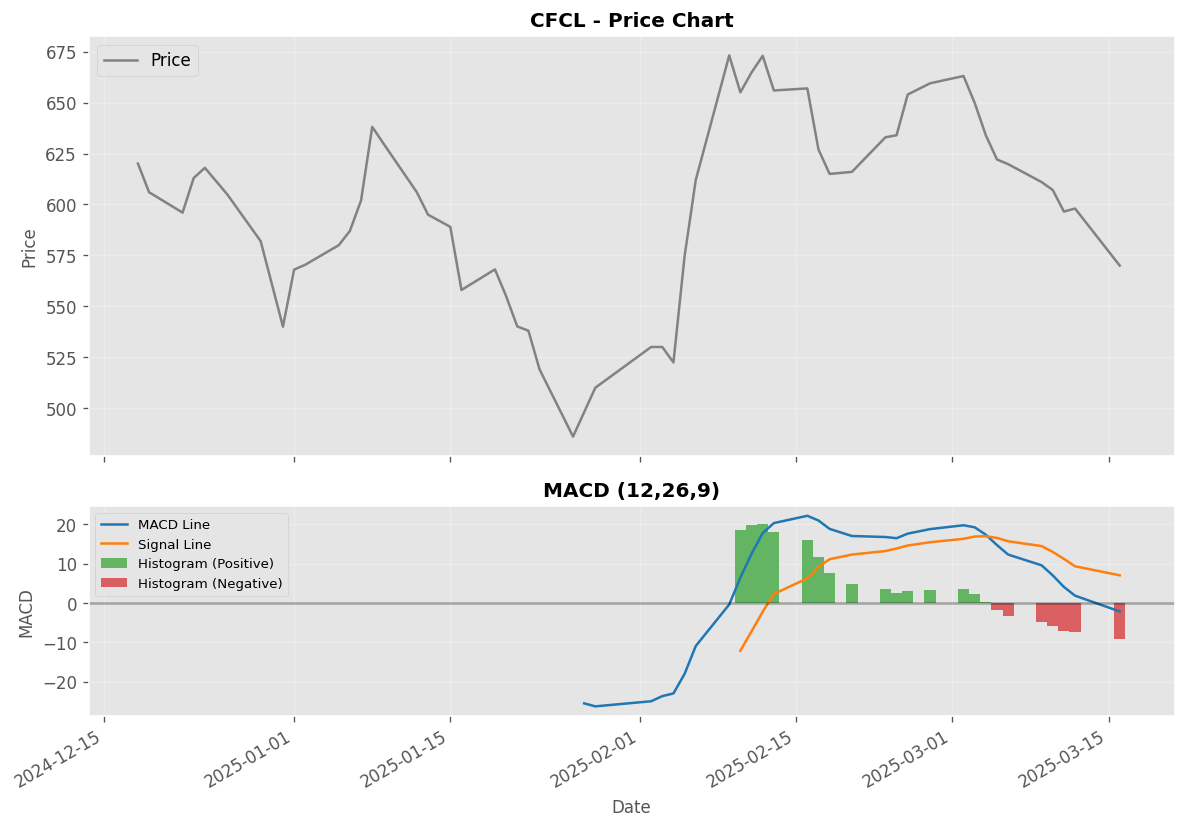 CFCL - Price Chart
Price
675
650
625
600
575
550
525
500
Price
MACD (12,26,9)
MACD Line
Signal Line
Histogram (Positive)
Histogram (Negative)
20
10
0
−10
−20
MACD
2024-12-15
2025-01-01
2025-01-15
2025-02-01
2025-02-15
2025-03-01
2025-03-15
Date